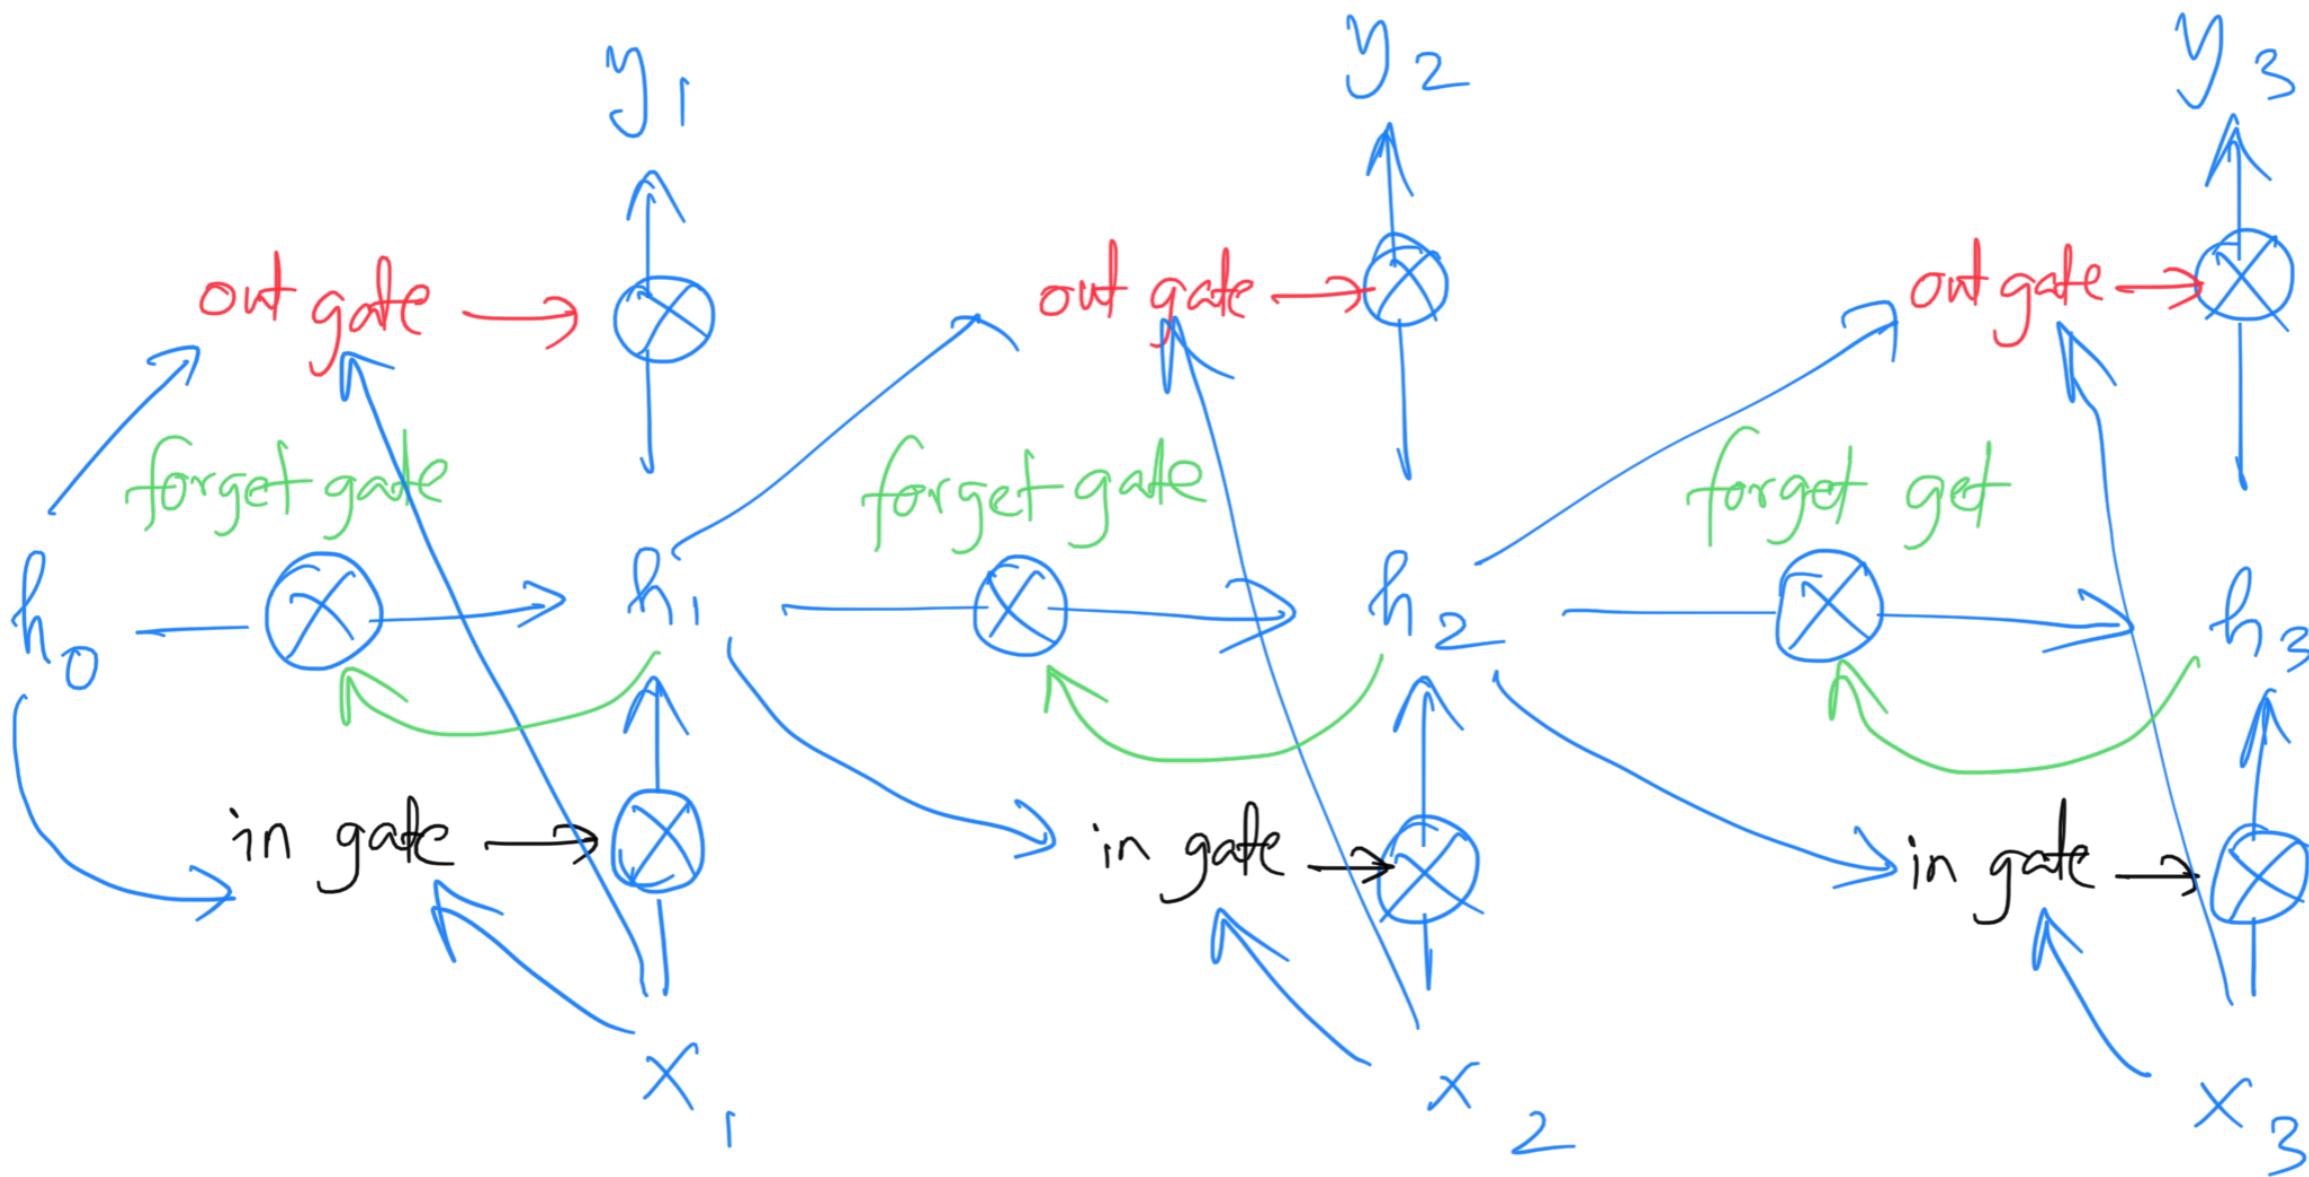 y1 y2 y3
out gate out gate out gate
forget gate forget gate forget get
h0 h1 h2 h3
in gate in gate in gate
x1 x2 x3